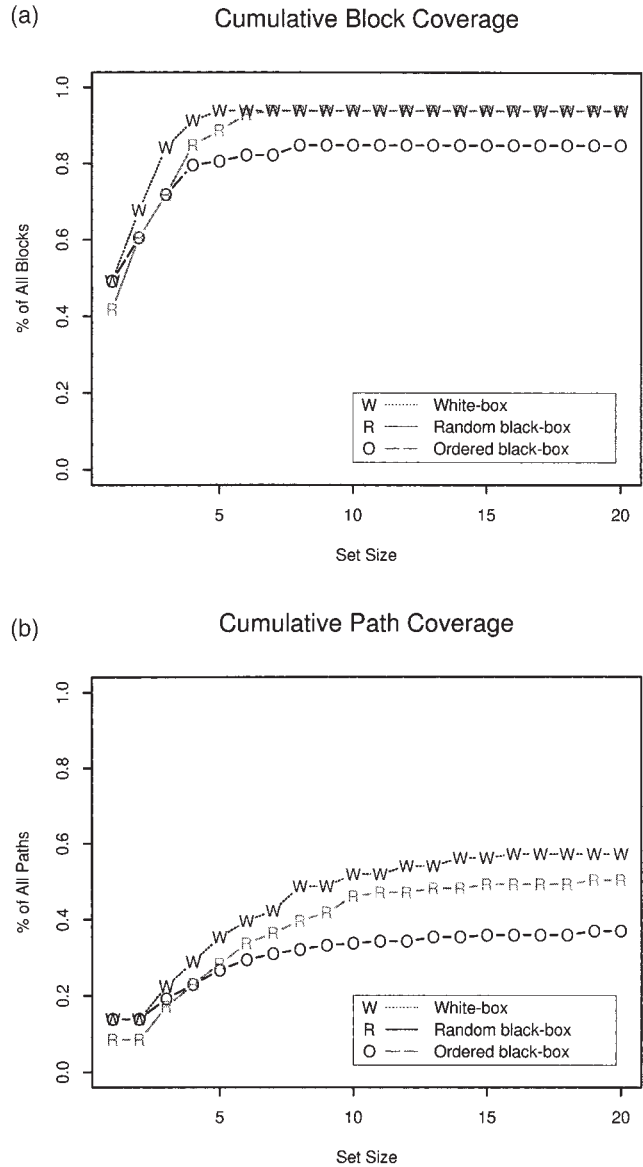 (a)
Cumulative Block Coverage
1.0
0.8
0.6
0.4
0.2
0.0
% of All Blocks
W White-box
R Random black-box
O Ordered black-box
5 10 15 20
Set Size
(b)
Cumulative Path Coverage
1.0
0.8
0.6
0.4
0.2
0.0
% of All Paths
W White-box
R Random black-box
O Ordered black-box
5 10 15 20
Set Size